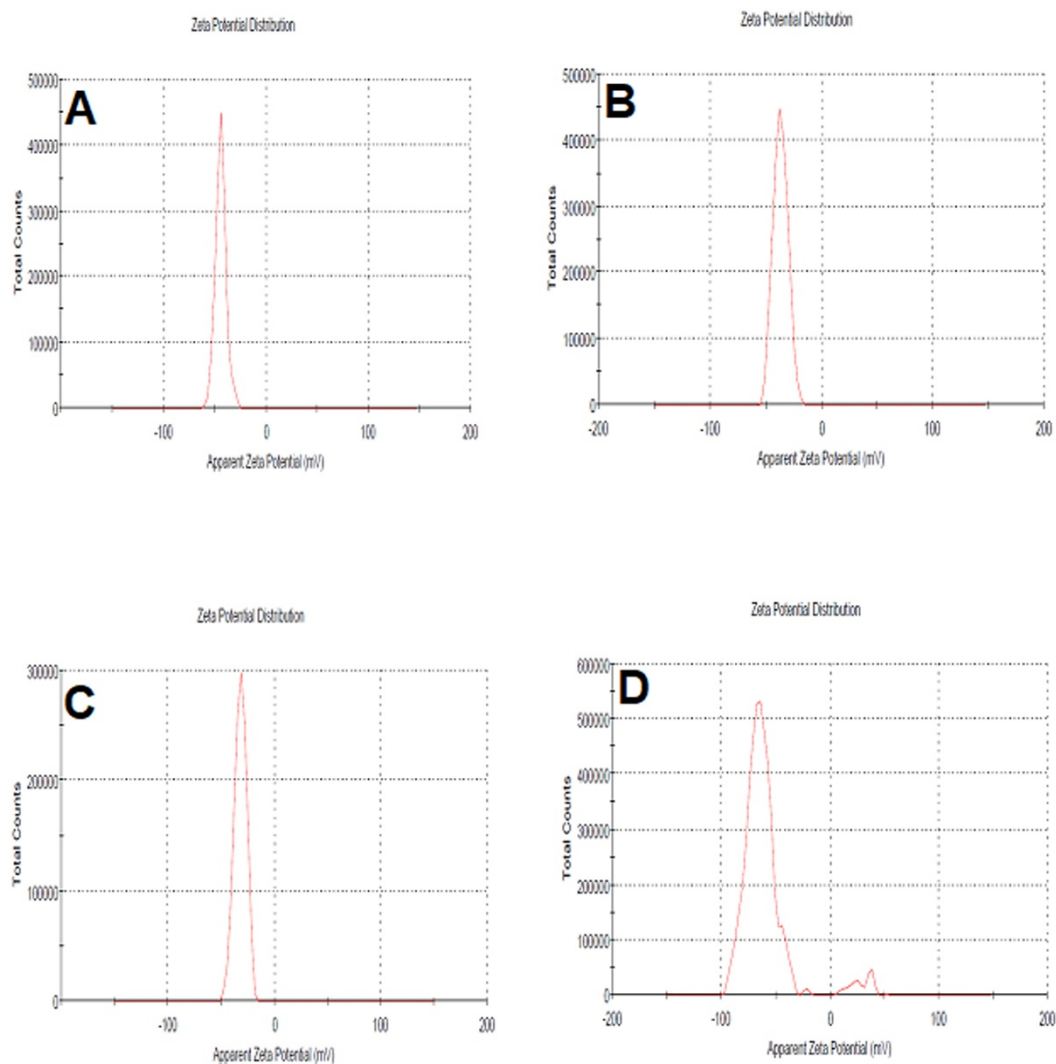 Zeta Potential Distribution
A
500000
400000
300000
200000
100000
0
Total Counts
-100 0 100 200
Apparent Zeta Potential (mV)
Zeta Potential Distribution
B
500000
400000
300000
200000
100000
0
Total Counts
-200 -100 0 100 200
Apparent Zeta Potential (mV)
Zeta Potential Distribution
C
300000
200000
100000
0
Total Counts
-100 0 100 200
Apparent Zeta Potential (mV)
Zeta Potential Distribution
D
600000
500000
400000
300000
200000
100000
0
Total Counts
-200 -100 0 100 200
Apparent Zeta Potential (mV)